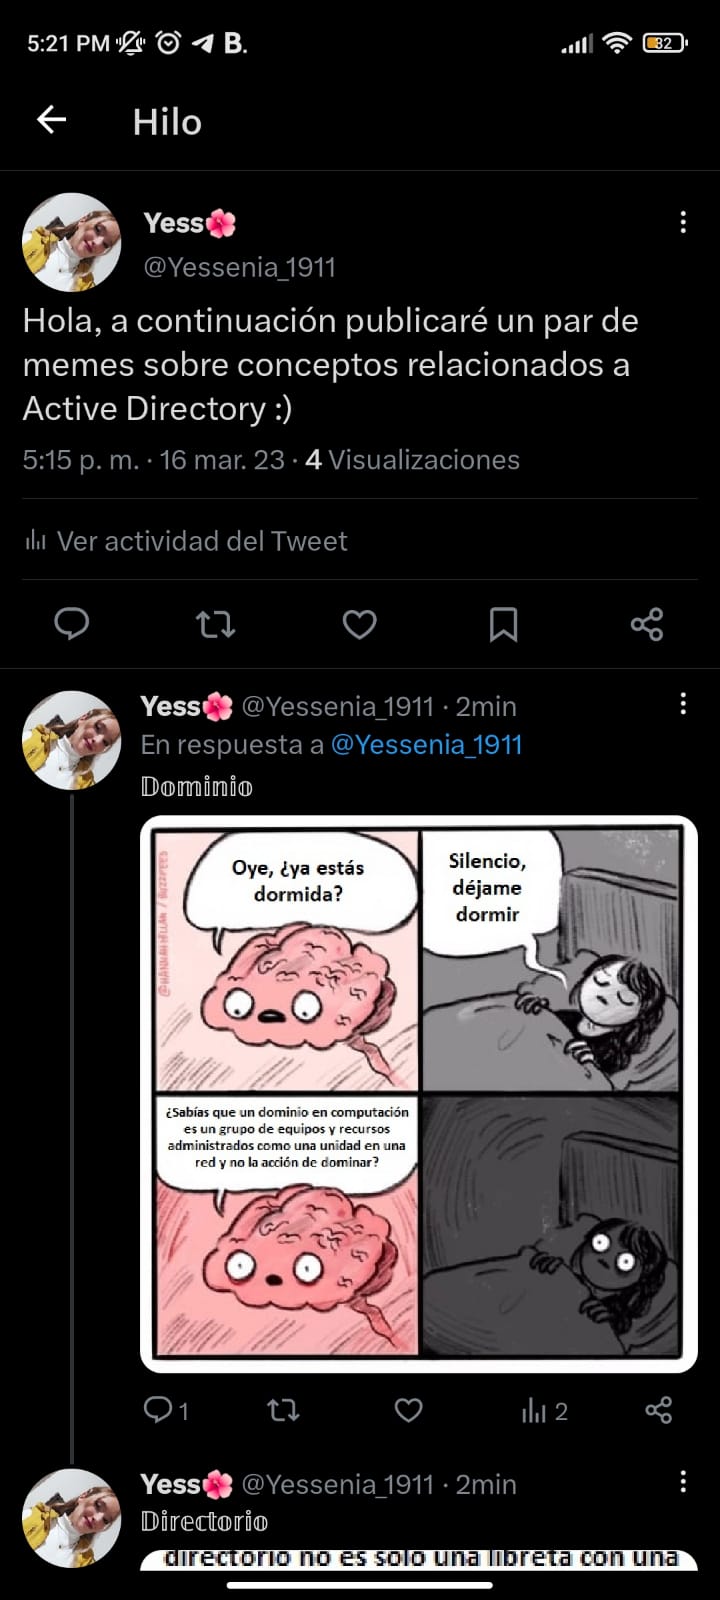 5:21 PM B. 32
Hilo
Yess🌺
@Yessenia_1911
Hola, a continuación publicaré un par de
memes sobre conceptos relacionados a
Active Directory :)
5:15 p. m. · 16 mar. 23 · 4 Visualizaciones
Ver actividad del Tweet
Yess🌺 @Yessenia_1911 · 2min
En respuesta a @Yessenia_1911
𝔻𝕠𝕞𝕚𝕟𝕚𝕠
Oye, ¿ya estás
dormida?
Silencio,
déjame
dormir
@HANNAHHILLAM / BUZZFEED
¿Sabías que un dominio en computación
es un grupo de equipos y recursos
administrados como una unidad en una
red y no la acción de dominar?
1 2
Yess🌺 @Yessenia_1911 · 2min
𝔻𝕚𝕣𝕖𝕔𝕥𝕠𝕣𝕚𝕠
directorio no es solo una libreta con una